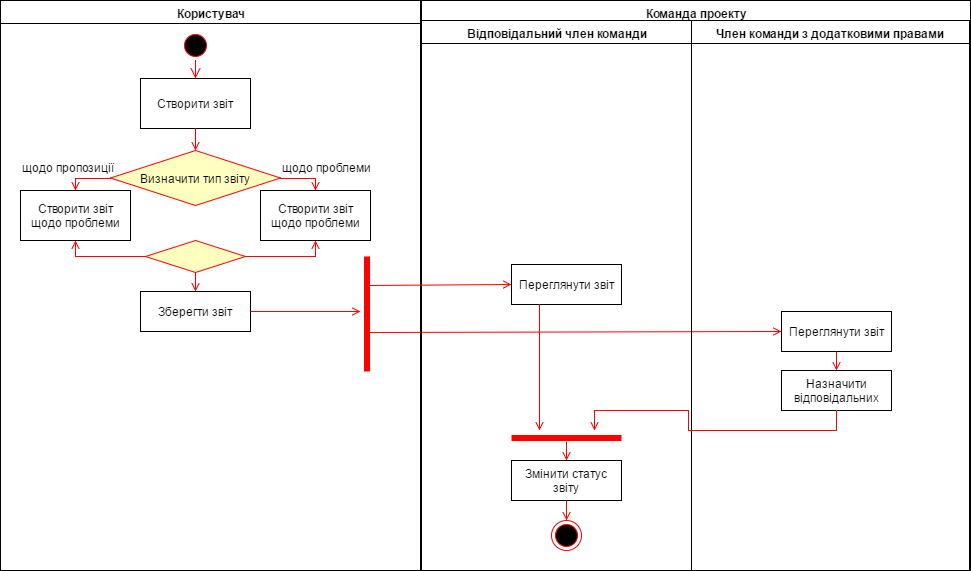 Користувач
Команда проекту
Відповідальний член команди
Член команди з додатковими правами
Створити звіт
щодо пропозиції
щодо проблеми
Визначити тип звіту
Створити звіт
щодо проблеми
Створити звіт
щодо проблеми
Зберегти звіт
Переглянути звіт
Переглянути звіт
Назначити
відповідальних
Змінити статус
звіту